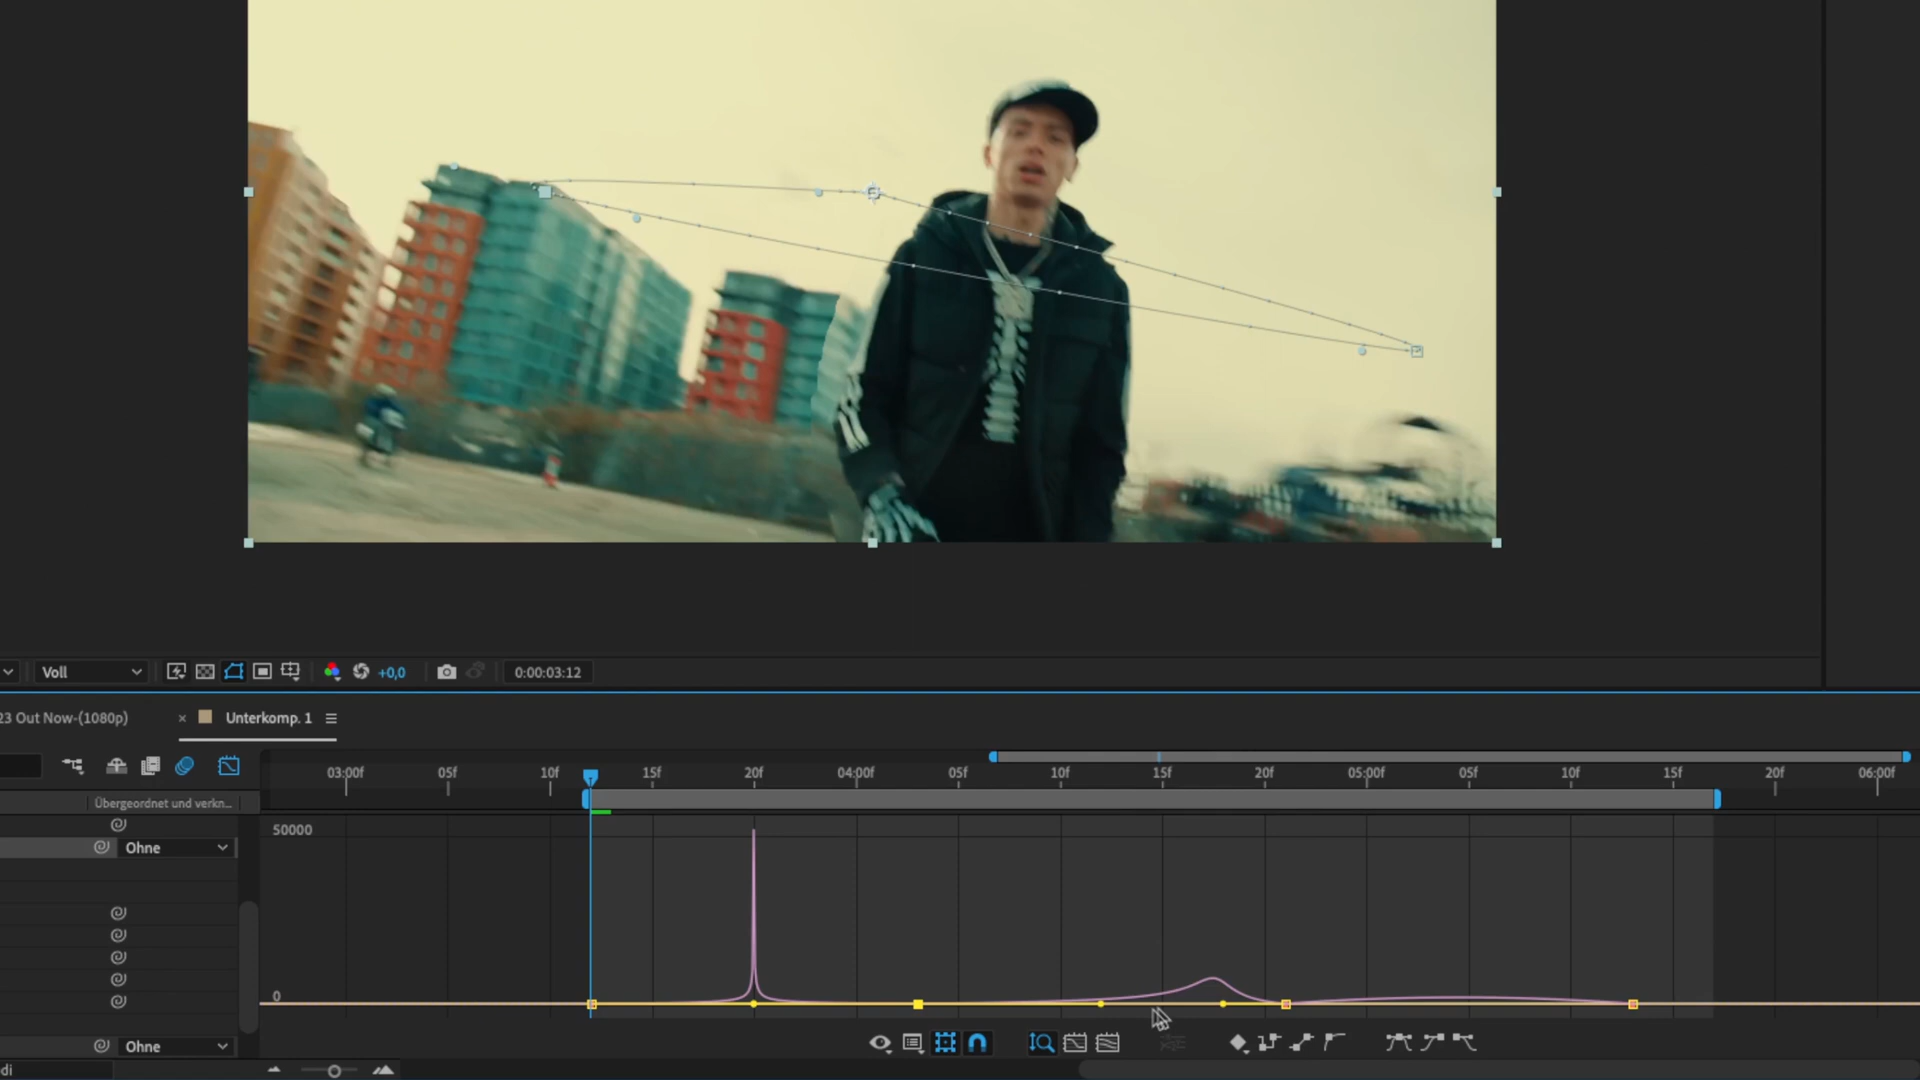 Voll
+0,0
0:00:03:12
23 Out Now-(1080p)
× Unterkomp. 1
03:00f 05f 10f 15f 20f 04:00f 05f 10f 15f 20f 05:00f 05f 10f 15f 20f 06:00f
Übergeordnet und verkn...
50000
Ohne
0
Ohne
di